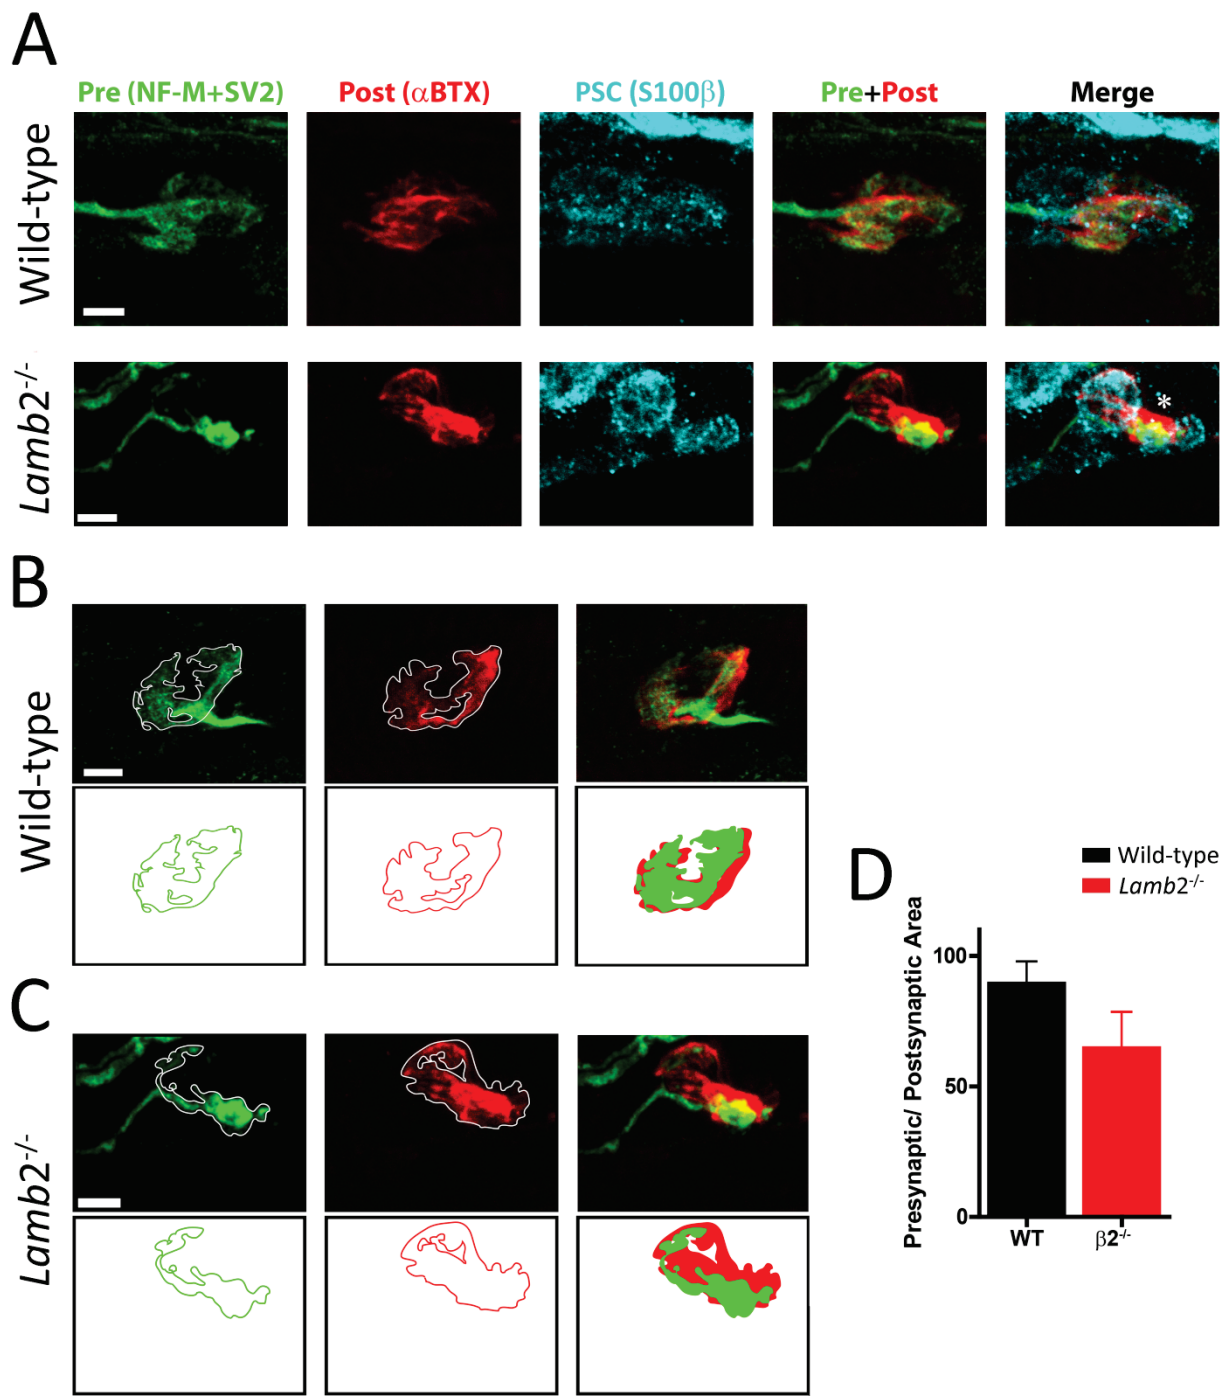 A
Pre (NF-M+SV2) Post (αBTX) PSC (S100β) Pre+Post Merge
Wild-type
Lamb2-/-
*
B
Wild-type
C
Lamb2-/-
D
Wild-type
Lamb2-/-
Presynaptic/ Postsynaptic Area
100
50
0
WT β2-/-